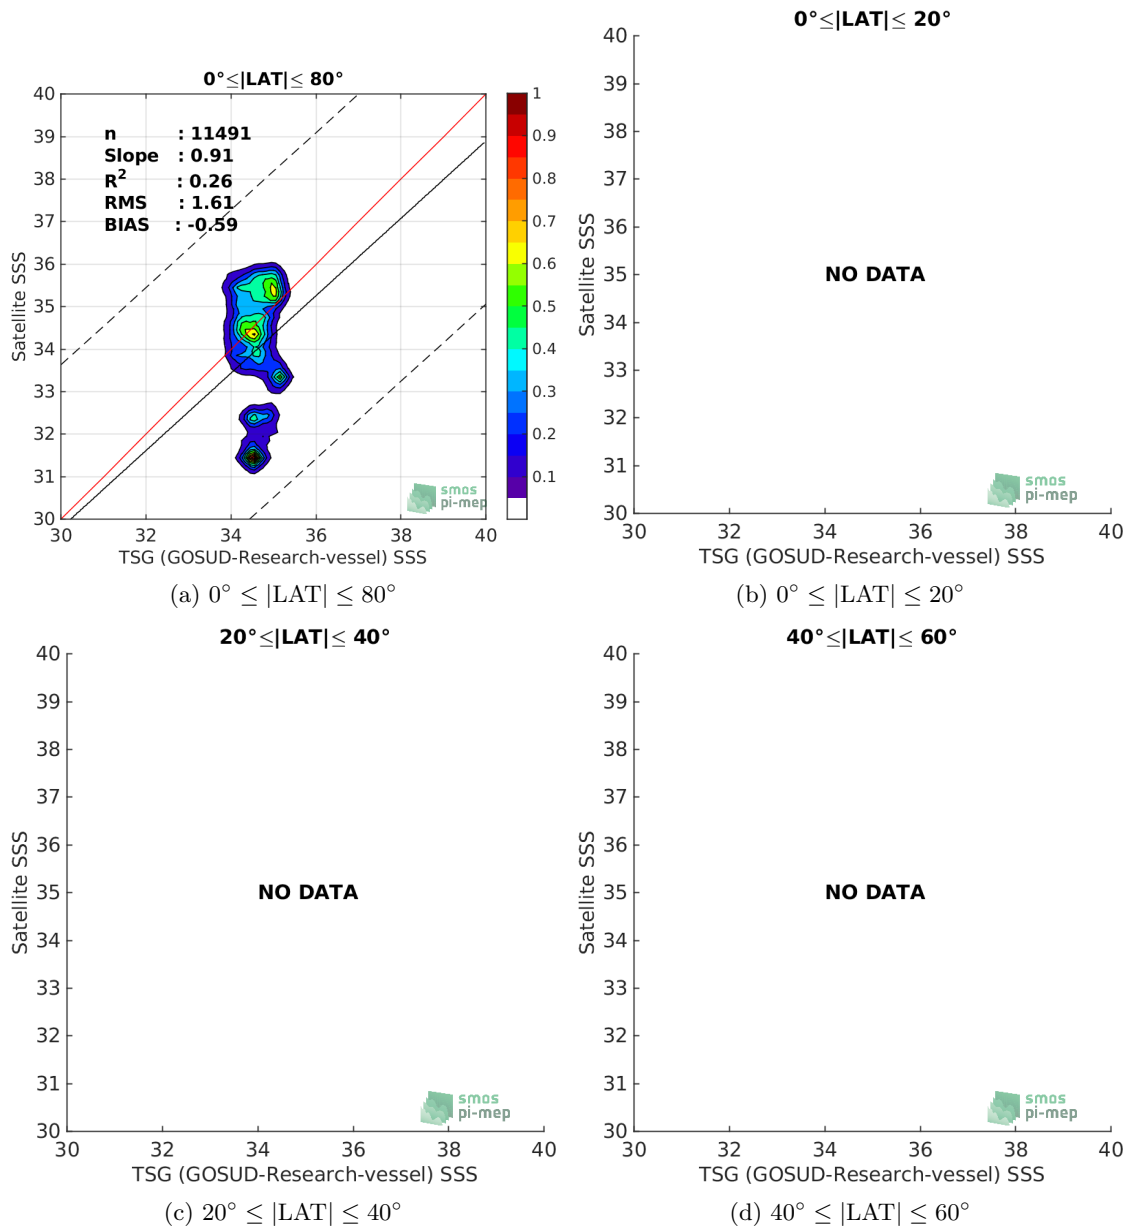 0°≤|LAT|≤ 80°
40
39
38
37
36
35
34
33
32
31
30
Satellite SSS
n : 11491
Slope : 0.91
R² : 0.26
RMS : 1.61
BIAS : -0.59
1
0.9
0.8
0.7
0.6
0.5
0.4
0.3
0.2
0.1
smos
pi-mep
30 32 34 36 38 40
TSG (GOSUD-Research-vessel) SSS
(a) 0° ≤ |LAT| ≤ 80°
0°≤|LAT|≤ 20°
40
39
38
37
36
35
34
33
32
31
30
Satellite SSS
NO DATA
smos
pi-mep
30 32 34 36 38 40
TSG (GOSUD-Research-vessel) SSS
(b) 0° ≤ |LAT| ≤ 20°
20°≤|LAT|≤ 40°
40
39
38
37
36
35
34
33
32
31
30
Satellite SSS
NO DATA
smos
pi-mep
30 32 34 36 38 40
TSG (GOSUD-Research-vessel) SSS
(c) 20° ≤ |LAT| ≤ 40°
40°≤|LAT|≤ 60°
40
39
38
37
36
35
34
33
32
31
30
Satellite SSS
NO DATA
smos
pi-mep
30 32 34 36 38 40
TSG (GOSUD-Research-vessel) SSS
(d) 40° ≤ |LAT| ≤ 60°